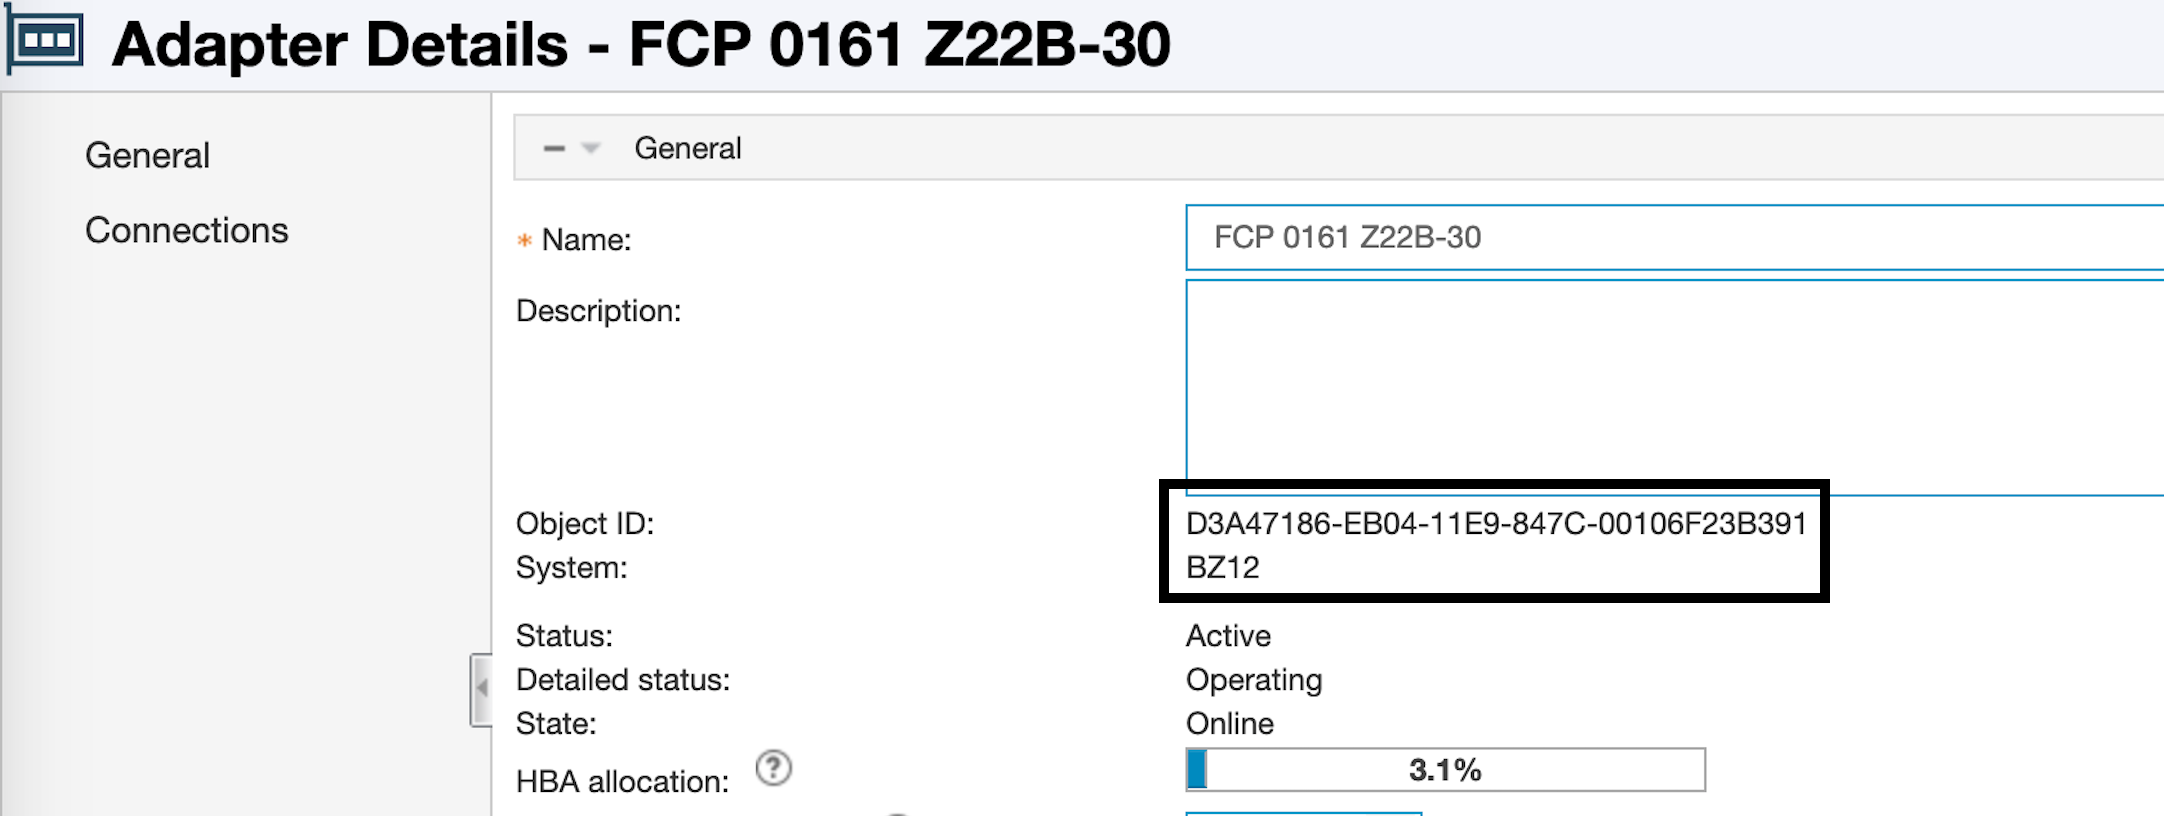 Adapter Details - FCP 0161 Z22B-30
General
Connections
General
* Name: FCP 0161 Z22B-30
Description:
Object ID: D3A47186-EB04-11E9-847C-00106F23B391
System: BZ12
Status: Active
Detailed status: Operating
State: Online
HBA allocation: ? 3.1%